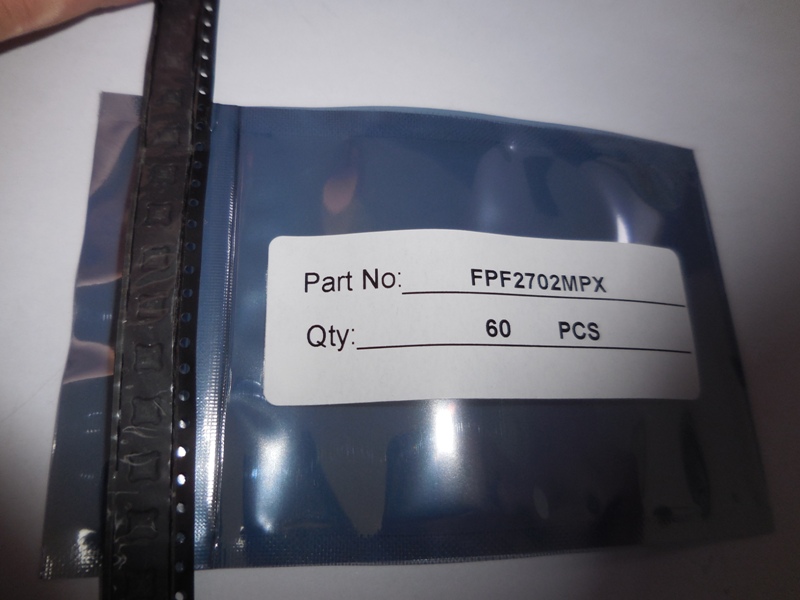 Part No: FPF2702MPX
Qty: 60 PCS